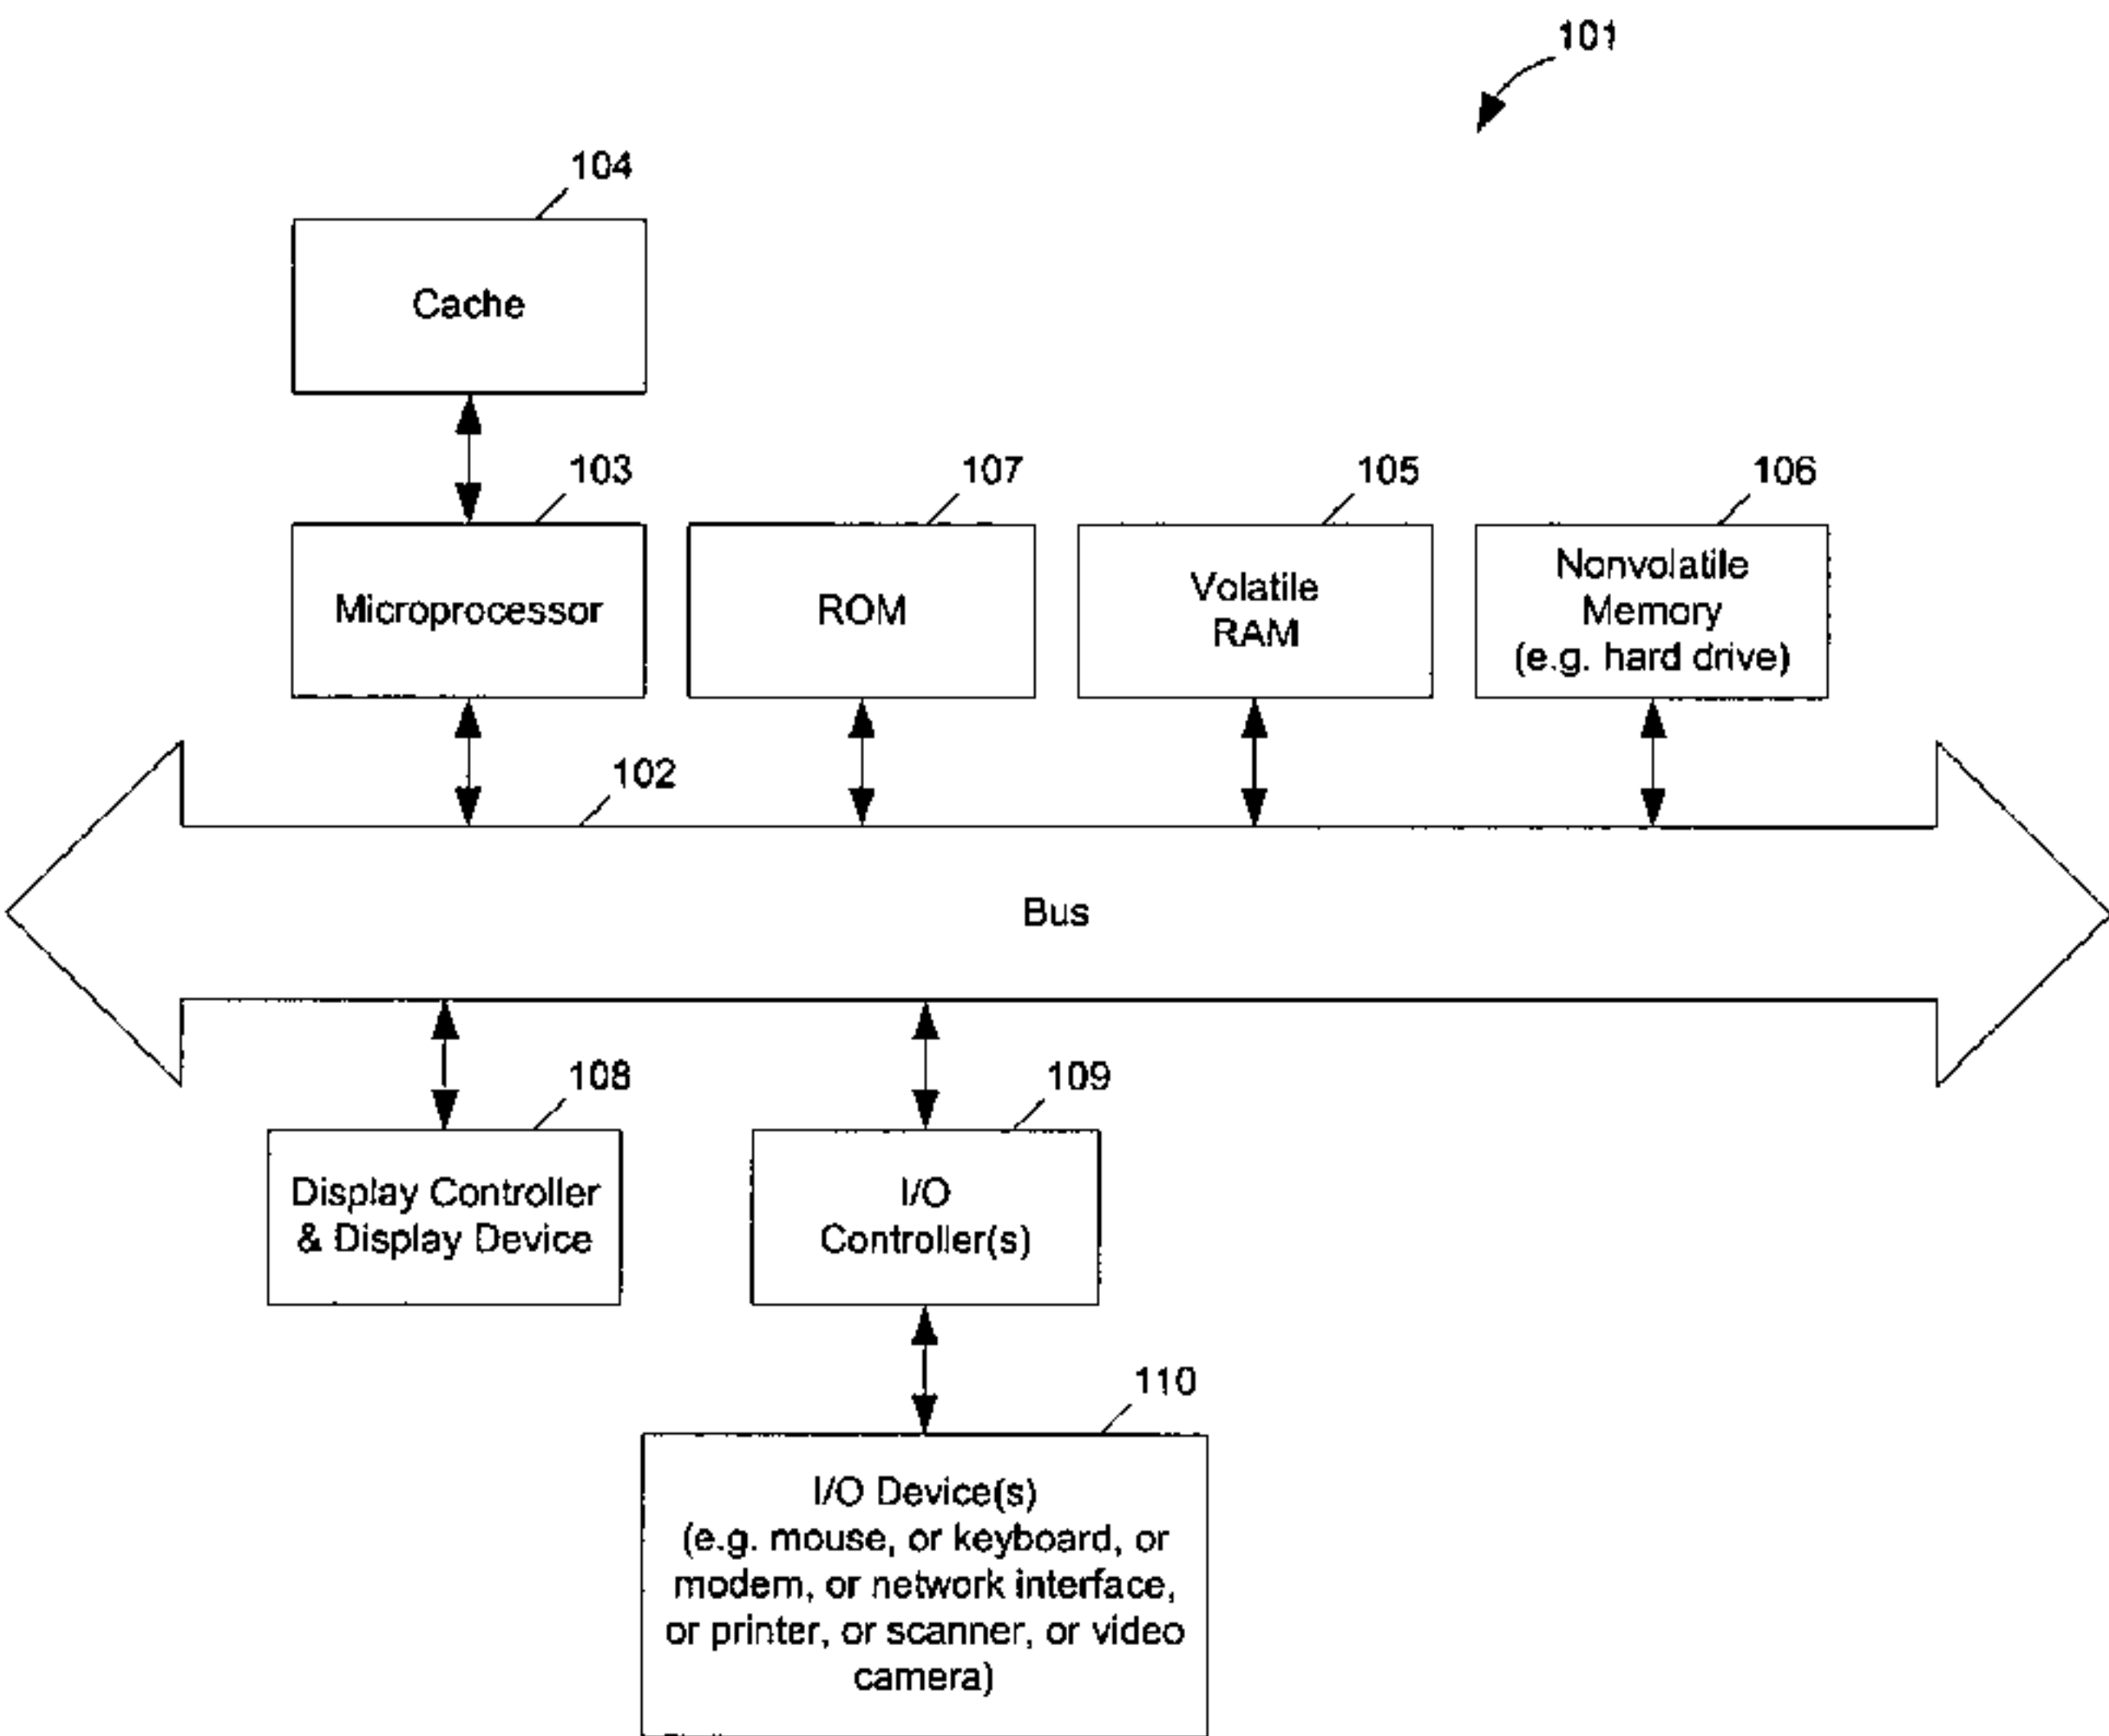 101
104
Cache
103
107
105
106
Microprocessor
ROM
Volatile
RAM
Nonvolatile
Memory
(e.g. hard drive)
102
Bus
108
109
Display Controller
& Display Device
I/O
Controller(s)
110
I/O Device(s)
(e.g. mouse, or keyboard, or
modem, or network interface,
or printer, or scanner, or video
camera)